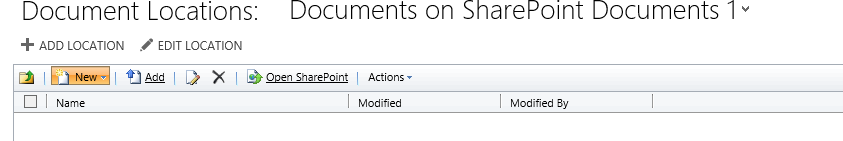 Document Locations: Documents on SharePoint Documents 1
ADD LOCATION EDIT LOCATION
New Add Open SharePoint Actions
Name Modified Modified By